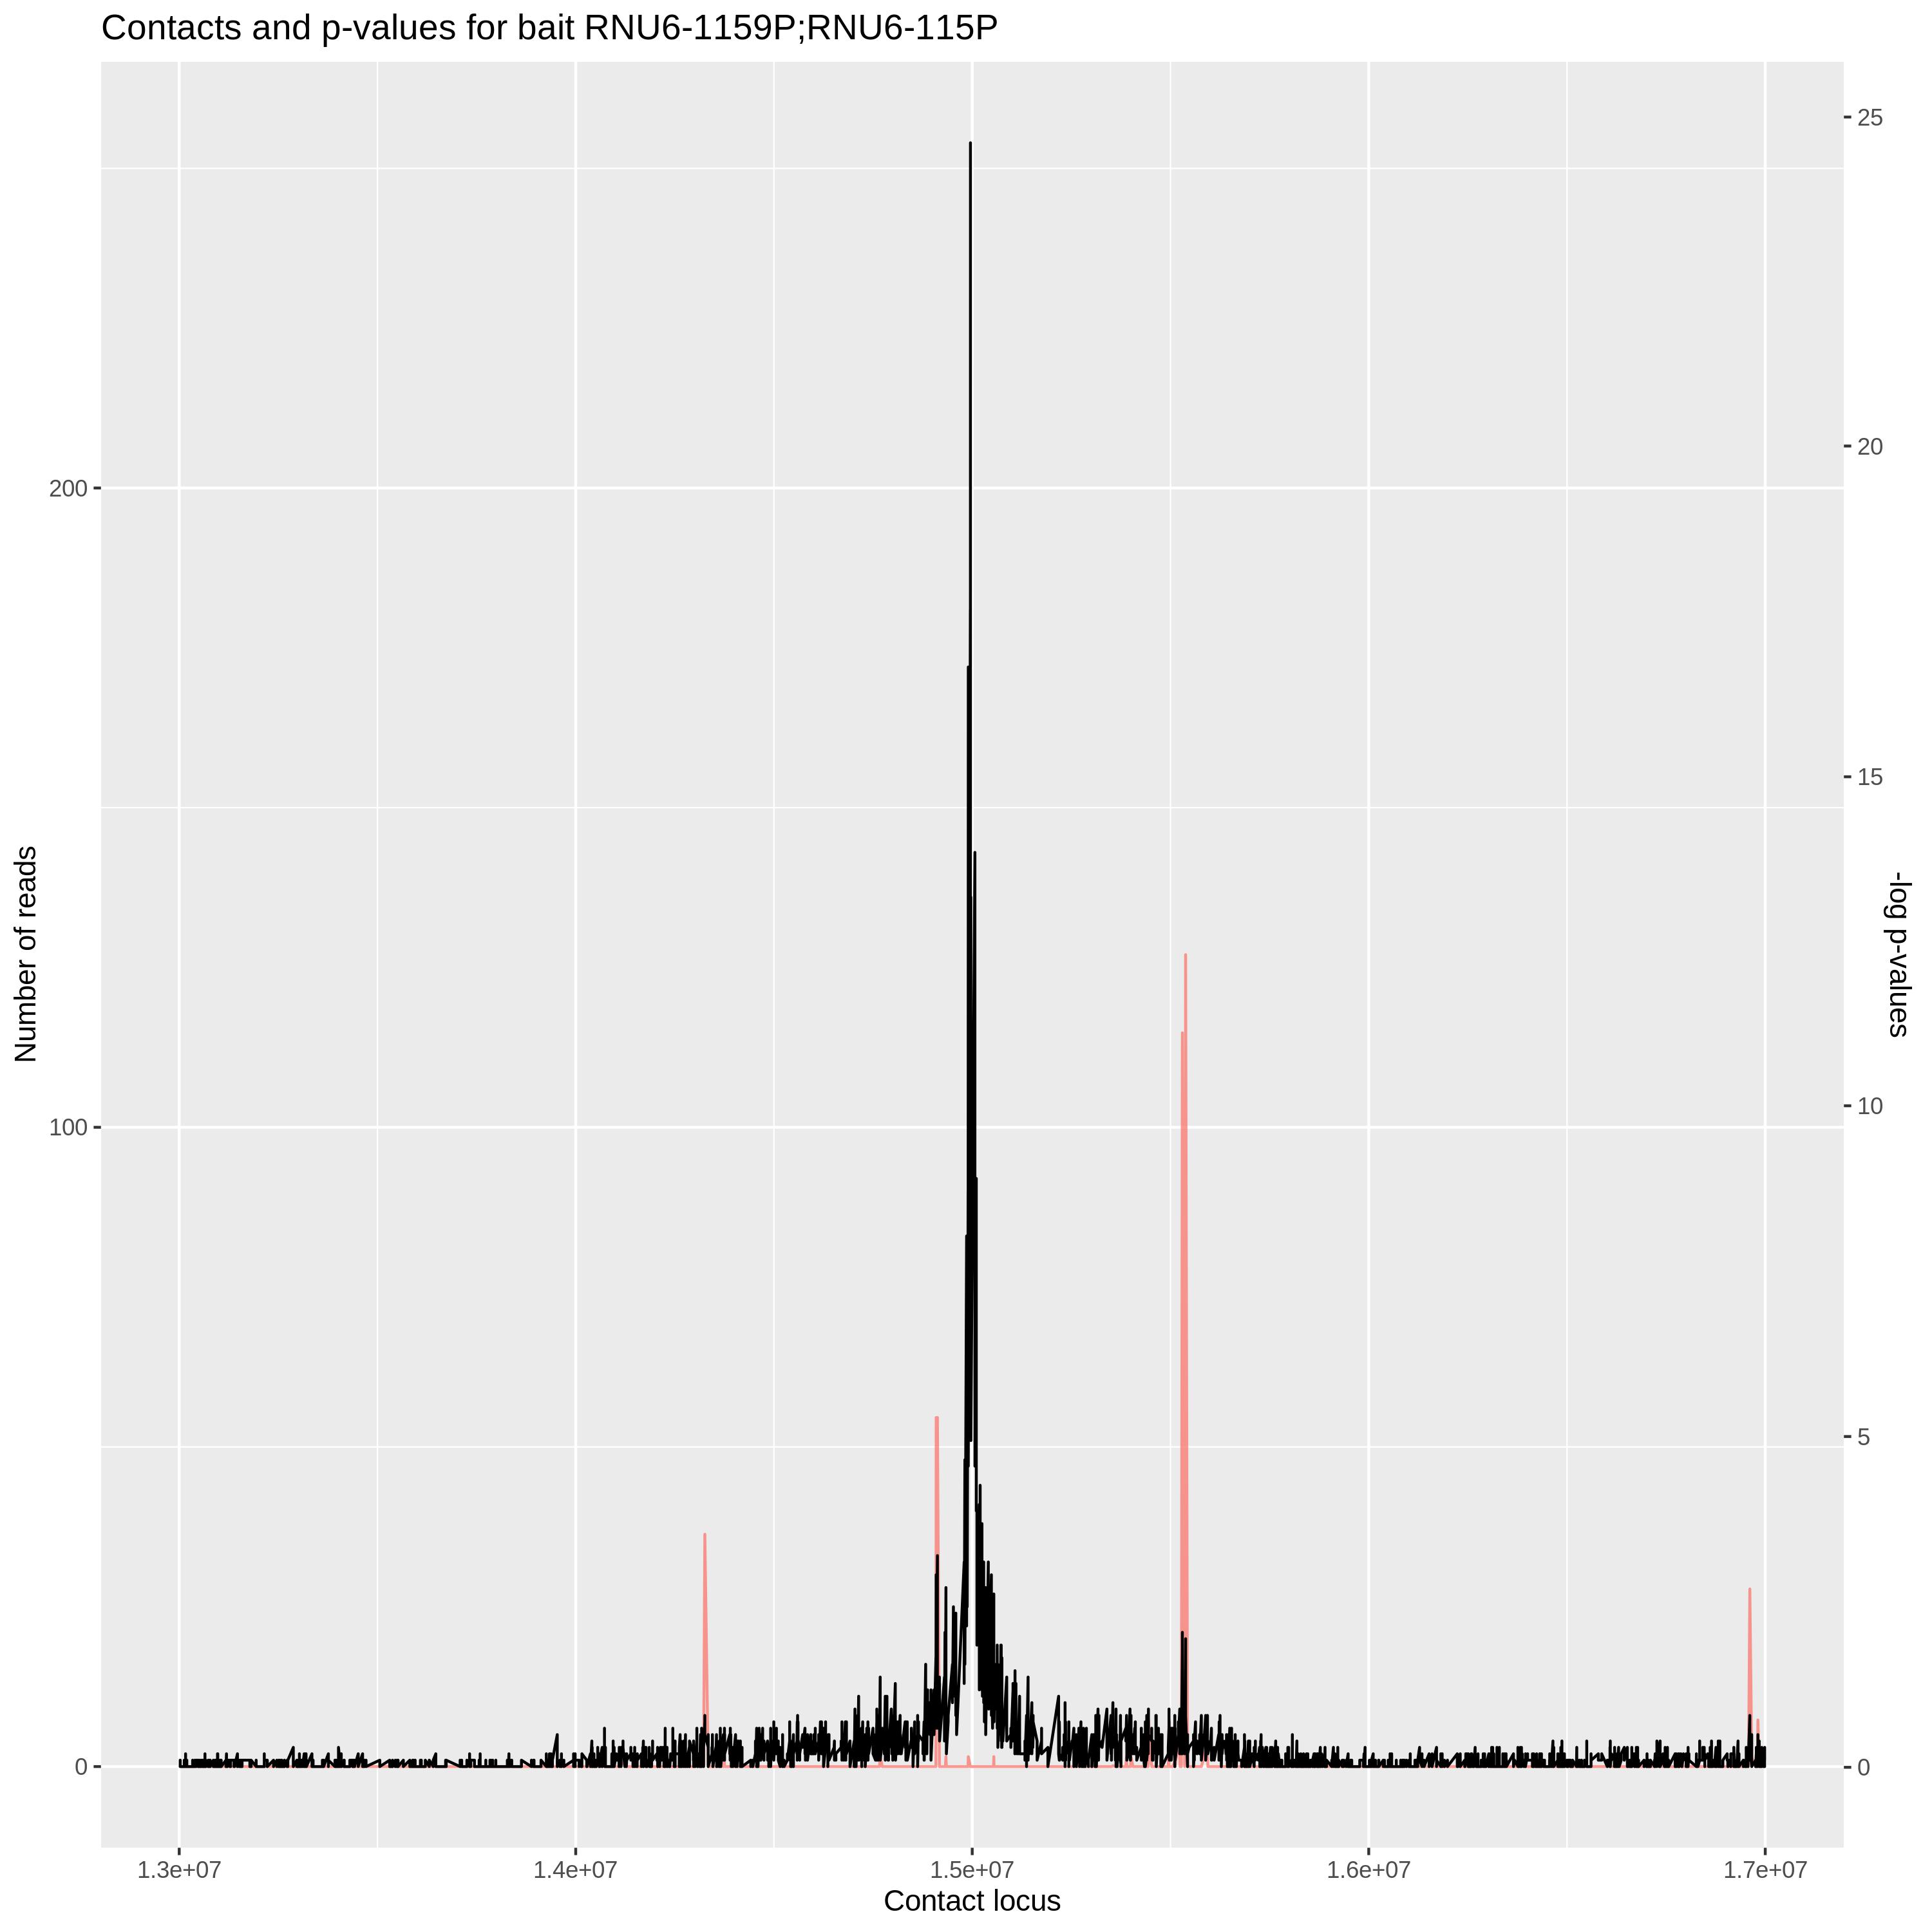 Contacts and p-values for bait RNU6-1159P;RNU6-115P
Number of reads
200
100
0
25
20
15
10
5
0
-log p-values
1.3e+07
1.4e+07
1.5e+07
1.6e+07
1.7e+07
Contact locus